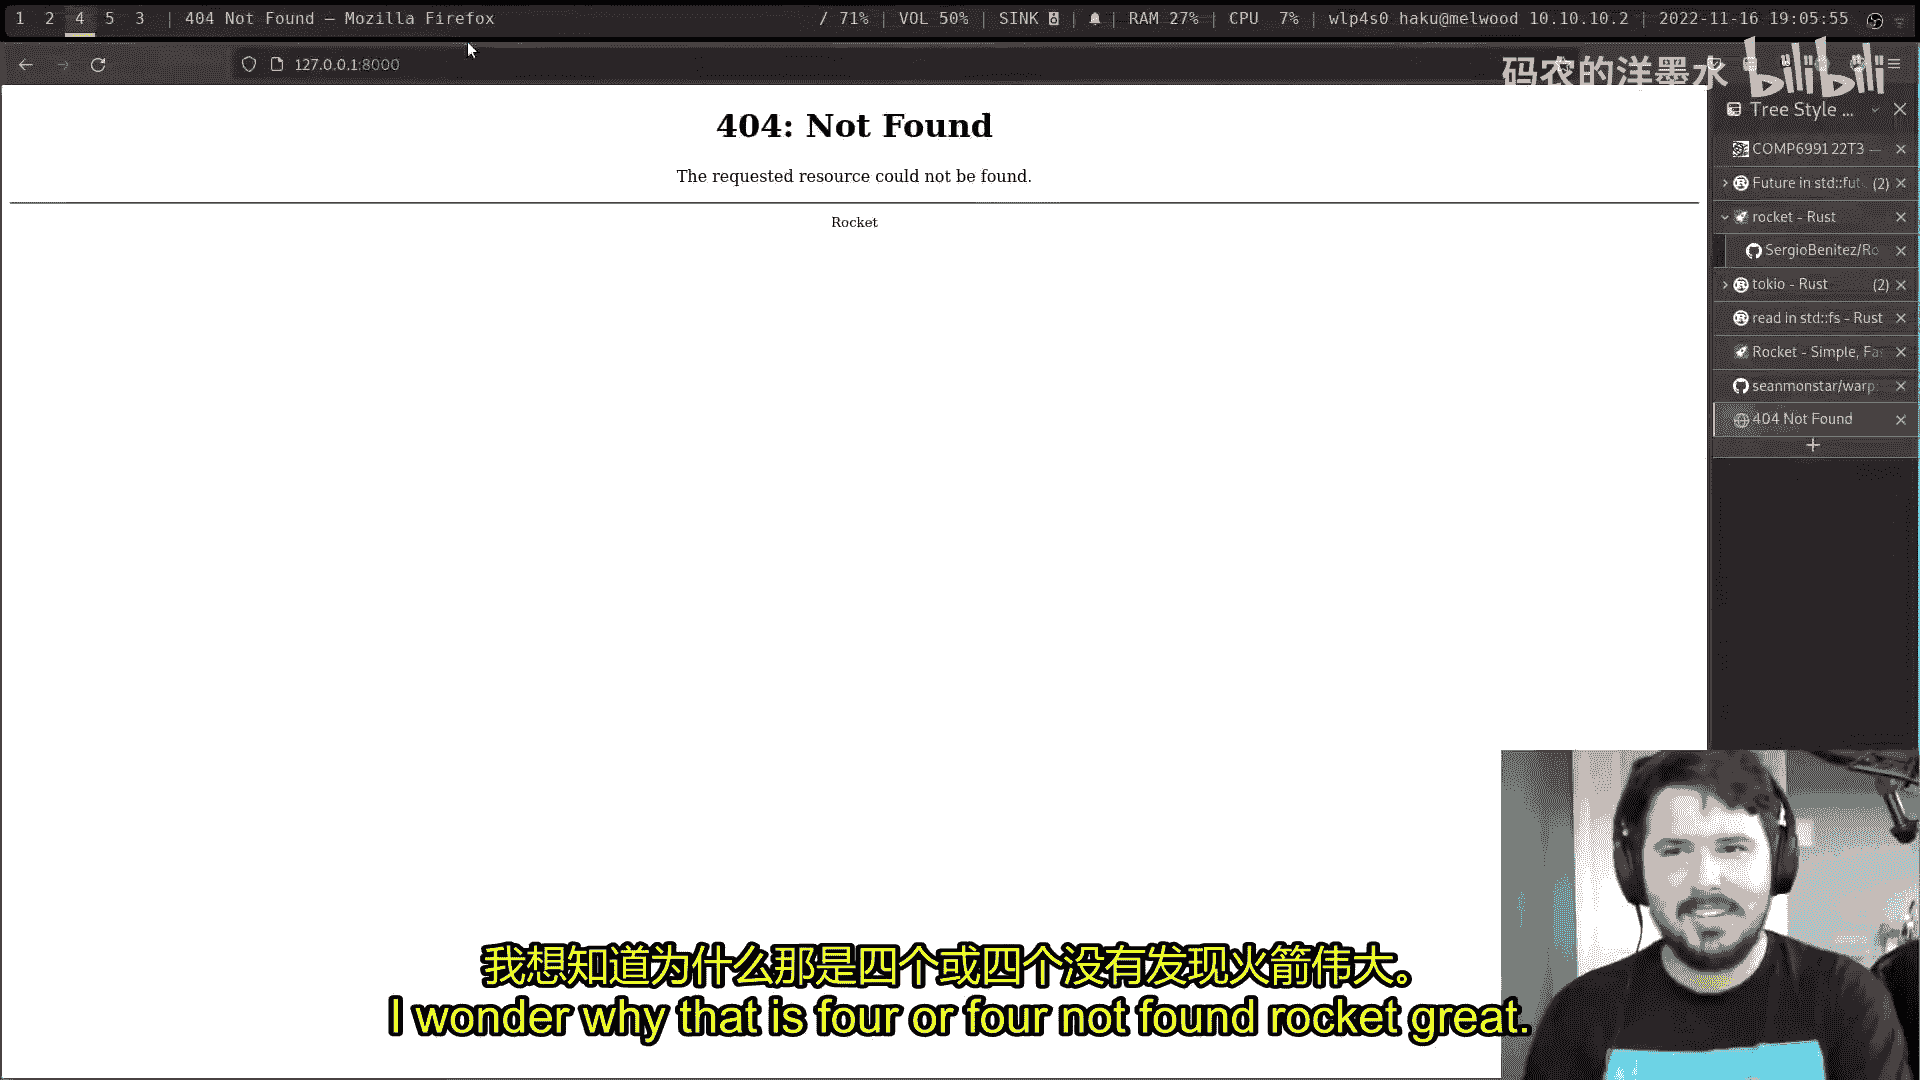 1 2 4 5 3 | 404 Not Found — Mozilla Firefox
/ 71% | VOL 50% | SINK | | RAM 27% | CPU 7% | wlp4s0 haku@melwood 10.10.10.2 | 2022-11-16 19:05:55
127.0.0.1:8000
码农的洋墨水 bilibili
Tree Style ...
404: Not Found
The requested resource could not be found.
Rocket
COMP6991 22T3 —
Future in std::fut (2)
rocket - Rust
SergioBenitez/Ro
tokio - Rust (2)
read in std::fs - Rust
Rocket - Simple, Fa
seanmonstar/warp
404 Not Found
我想知道为什么那是四个或四个没有发现火箭伟大。
I wonder why that is four or four not found rocket great.